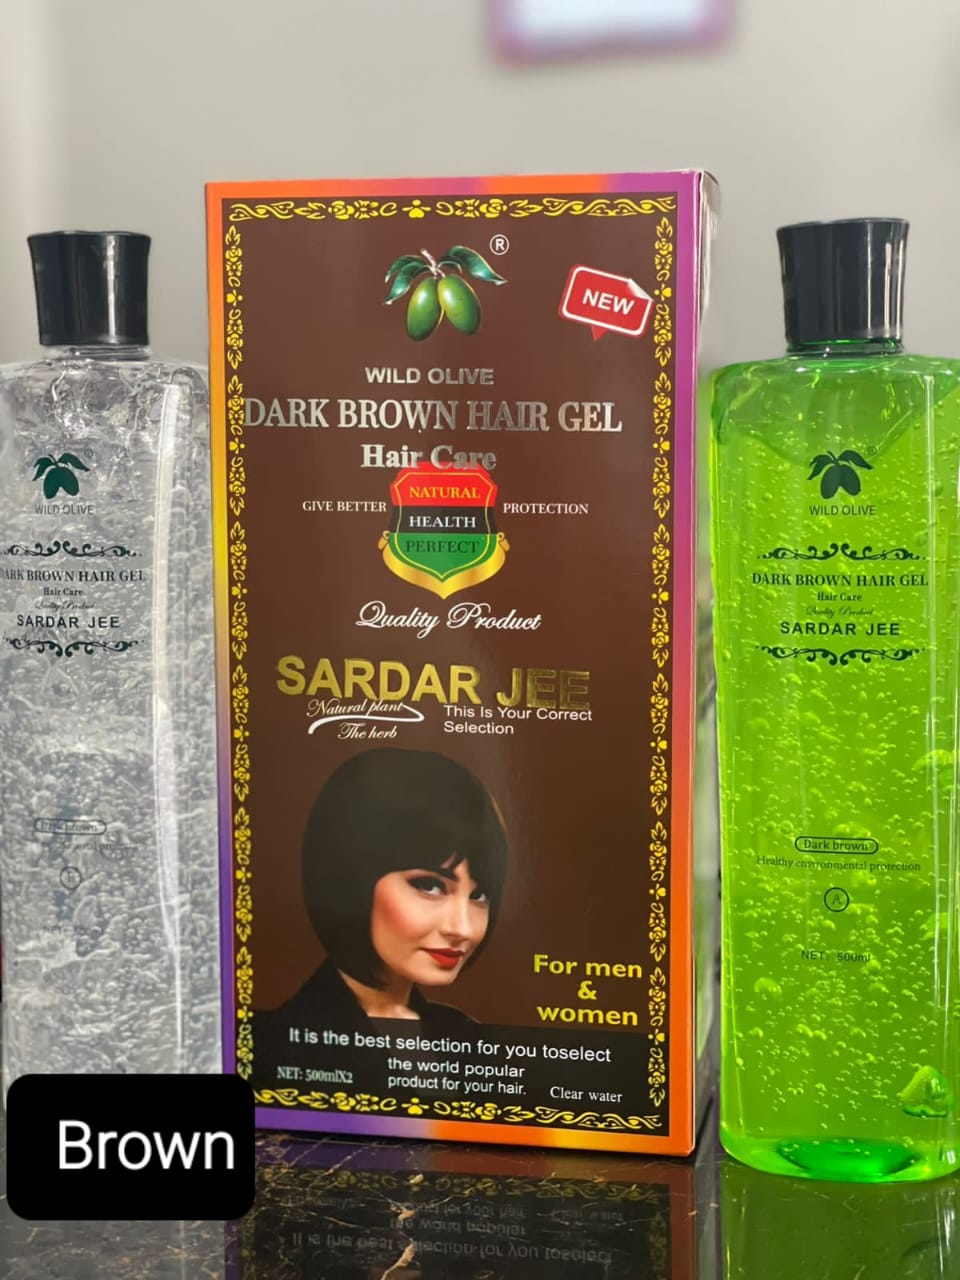 ®
NEW
WILD OLIVE
DARK BROWN HAIR GEL
Hair Care
GIVE BETTER
NATURAL
HEALTH
PERFECT
PROTECTION
Quality Product
SARDAR JEE
Natural plant
The herb
This Is Your Correct
Selection
For men
&
women
It is the best selection for you toselect
the world popular
product for your hair.
NET: 500mlX2
Clear water
WILD OLIVE
DARK BROWN HAIR GEL
Hair Care
Quality Product
SARDAR JEE
Dark brown
WILD OLIVE
DARK BROWN HAIR GEL
Hair Care
Quality Product
SARDAR JEE
Dark brown
Healthy environmental protection
A
NET: 500ml
Brown